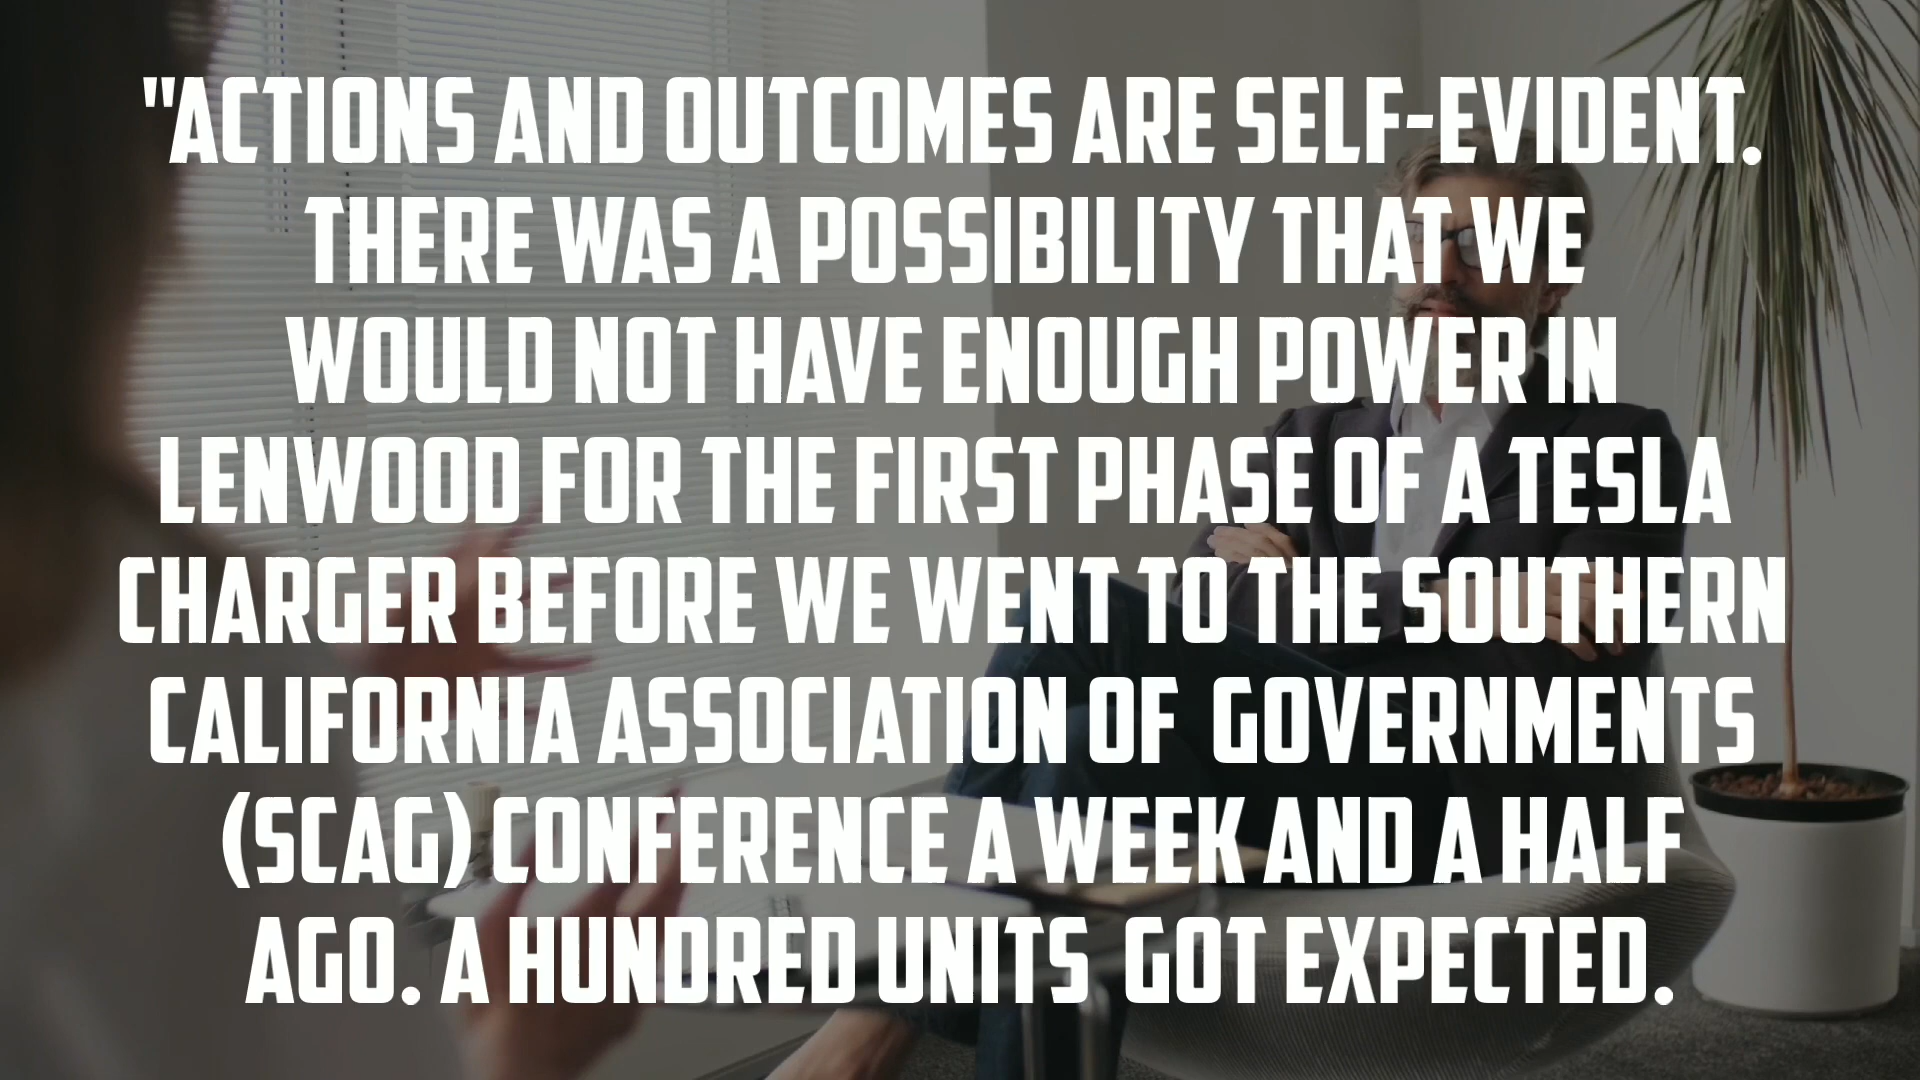 "ACTIONS AND OUTCOMES ARE SELF-EVIDENT.
THERE WAS A POSSIBILITY THAT WE
WOULD NOT HAVE ENOUGH POWER IN
LENWOOD FOR THE FIRST PHASE OF A TESLA
CHARGER BEFORE WE WENT TO THE SOUTHERN
CALIFORNIA ASSOCIATION OF GOVERNMENTS
(SCAG) CONFERENCE A WEEK AND A HALF
AGO. A HUNDRED UNITS GOT EXPECTED.